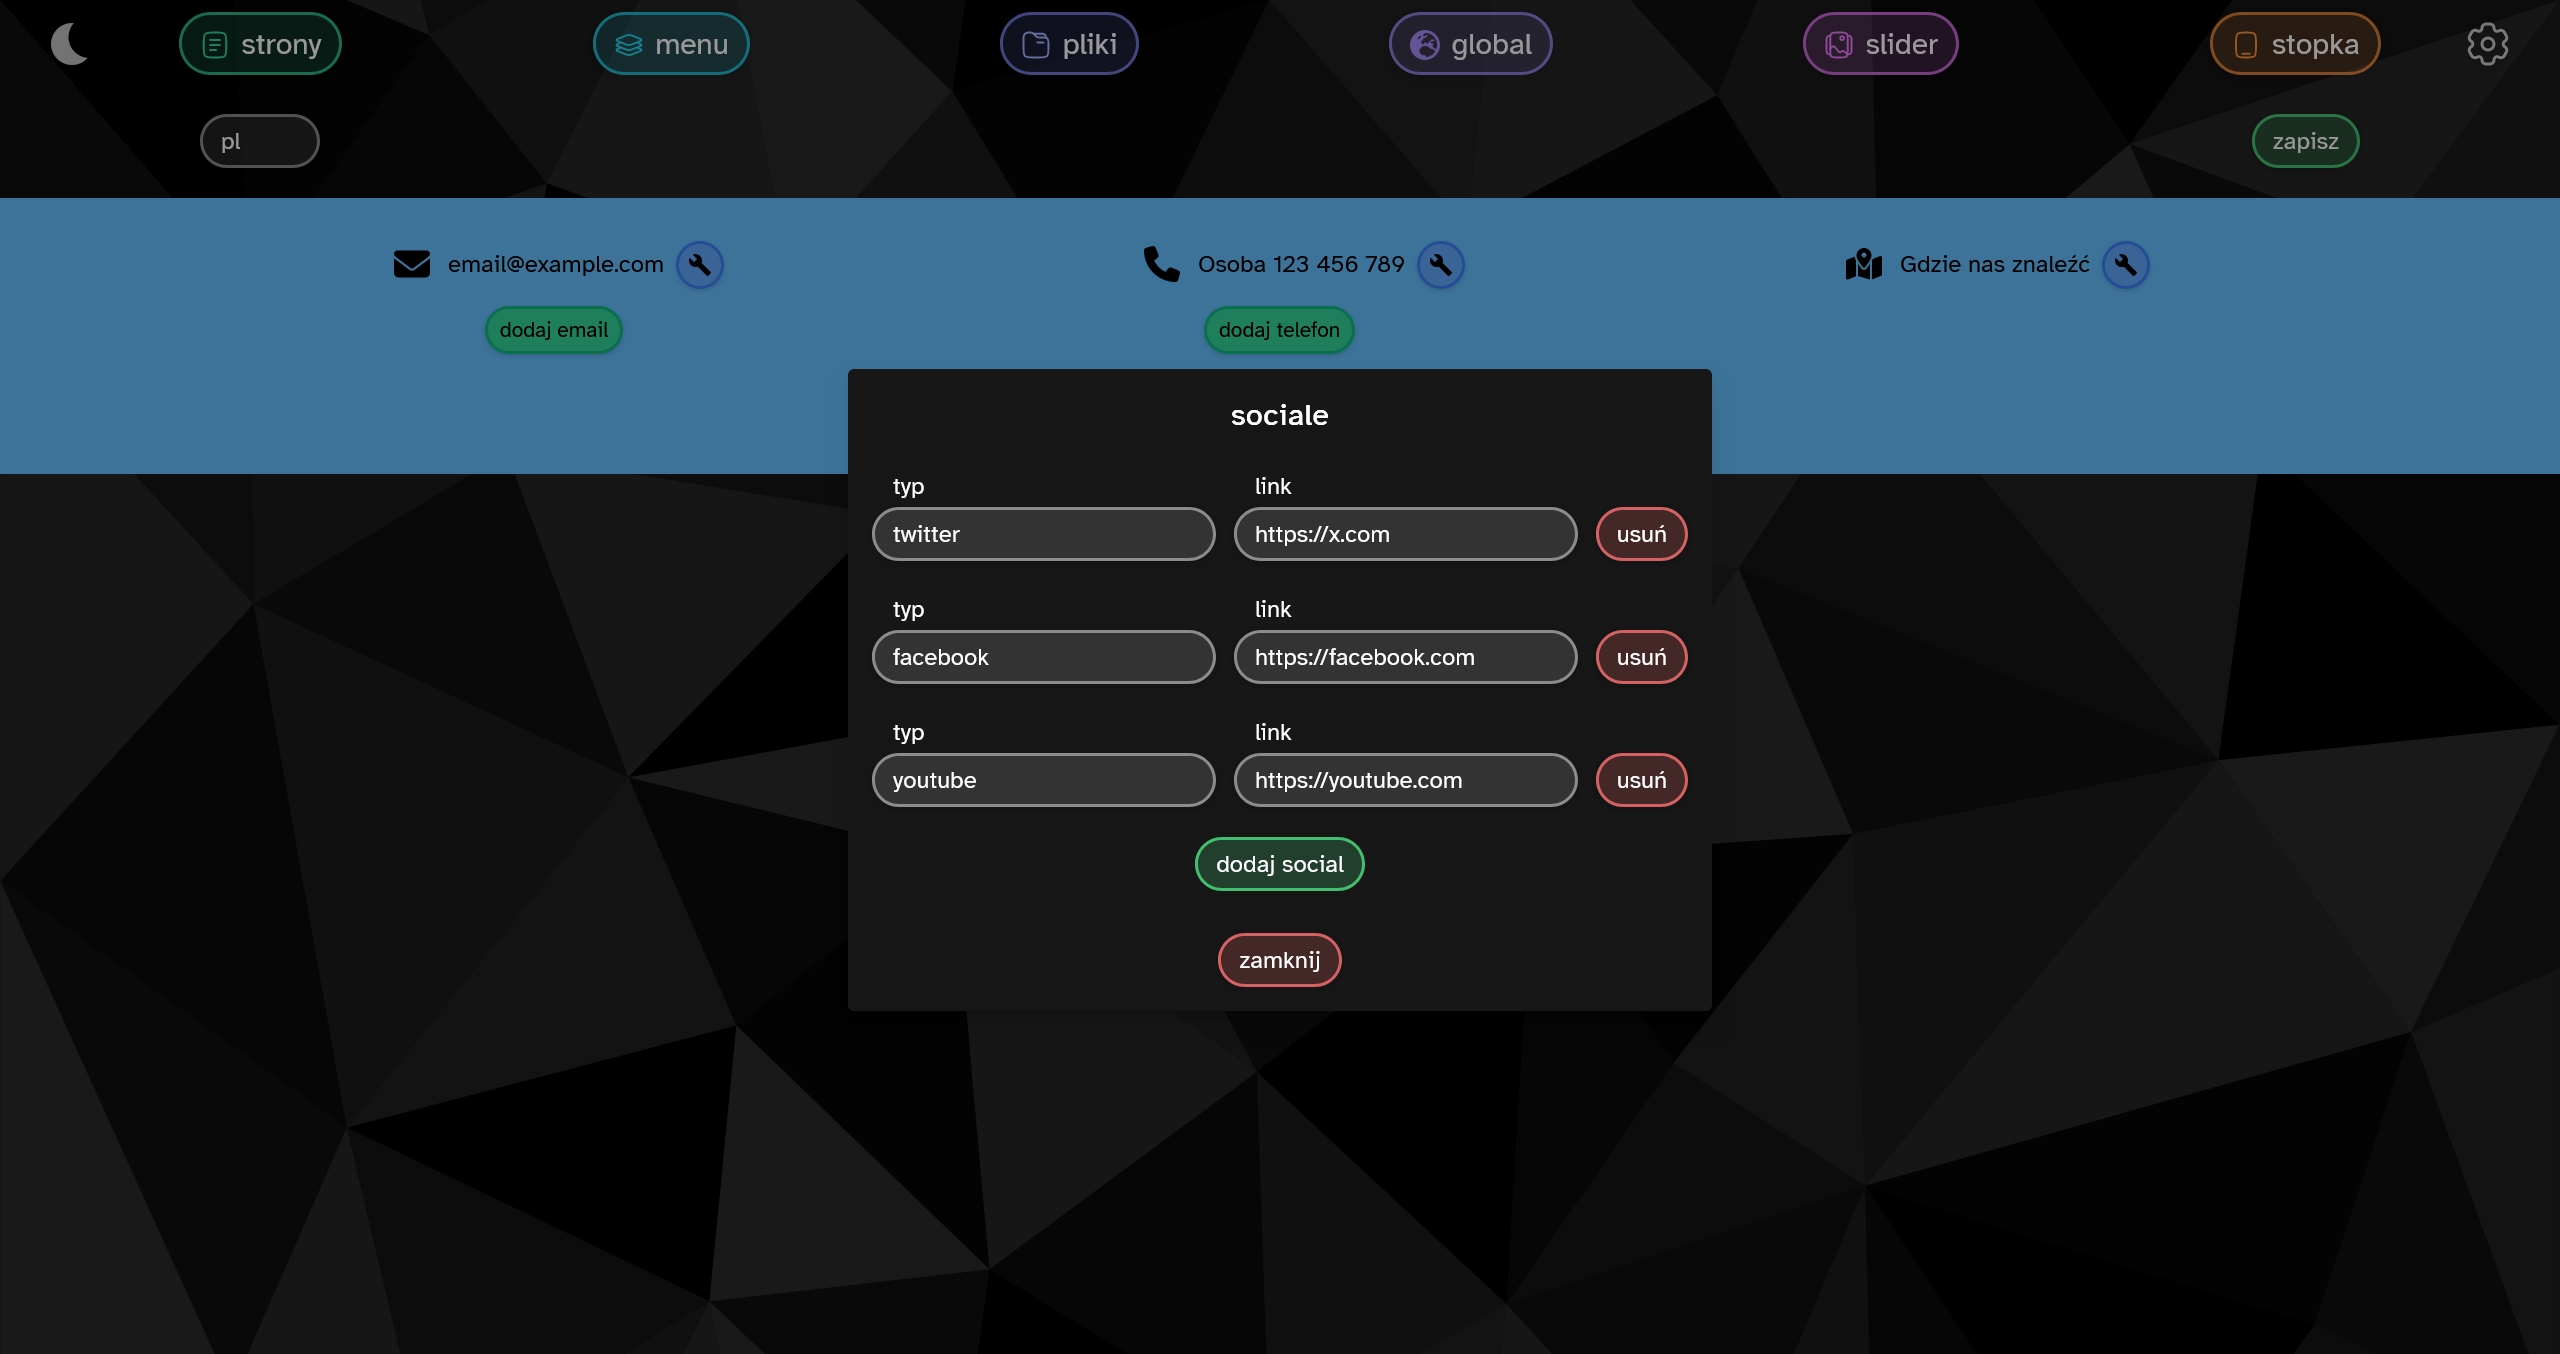 strony menu pliki global slider stopka
pl zapisz
email@example.com Osoba 123 456 789 Gdzie nas znaleźć
dodaj email dodaj telefon
sociale
typ link
twitter https://x.com usuń
typ link
facebook https://facebook.com usuń
typ link
youtube https://youtube.com usuń
dodaj social
zamknij